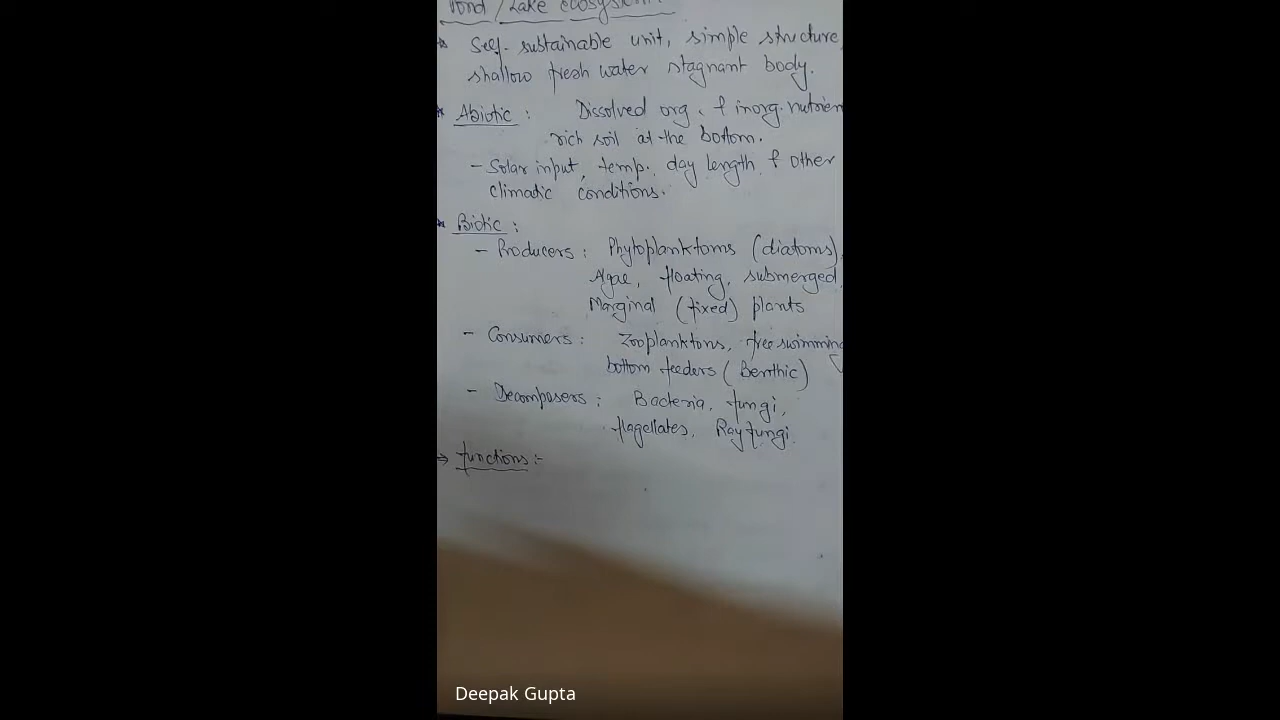 Pond / Lake ecosystem :
* Self-sustainable unit, simple structure,
shallow fresh water stagnant body.
* Abiotic : Dissolved org. & inorg. nutrien
rich soil at the bottom.
- Solar input, temp. day length & other
climatic conditions.
* Biotic :
- Producers : Phytoplanktoms (diatoms),
Agae, floating, submerged,
Marginal (fixed) plants
- Consumers : Zooplanktons, free swimming
bottom feeders (Benthic)
- Decomposers : Bacteria, fungi,
flagellates, Ray fungi.
→ functions :-
Deepak Gupta